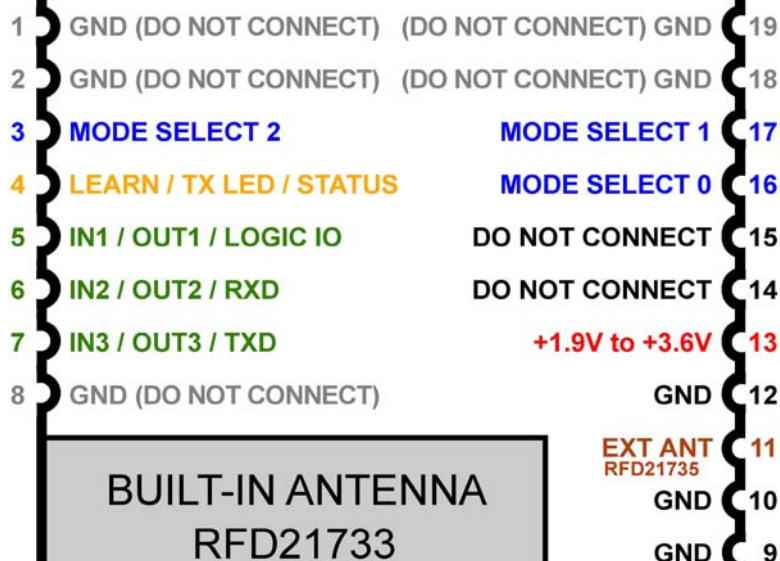 1 GND (DO NOT CONNECT) (DO NOT CONNECT) GND 19
2 GND (DO NOT CONNECT) (DO NOT CONNECT) GND 18
3 MODE SELECT 2 MODE SELECT 1 17
4 LEARN / TX LED / STATUS MODE SELECT 0 16
5 IN1 / OUT1 / LOGIC IO DO NOT CONNECT 15
6 IN2 / OUT2 / RXD DO NOT CONNECT 14
7 IN3 / OUT3 / TXD +1.9V to +3.6V 13
8 GND (DO NOT CONNECT) GND 12
EXT ANT 11
RFD21735
GND 10
GND 9
BUILT-IN ANTENNA
RFD21733